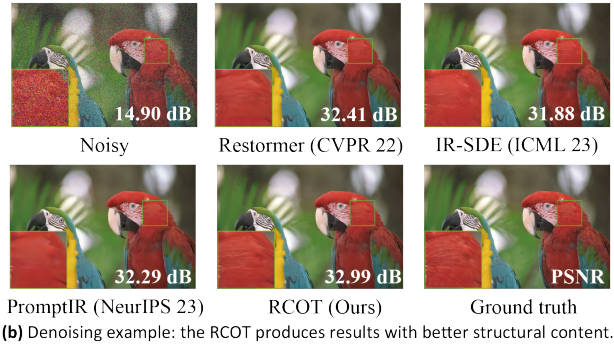 14.90 dB
32.41 dB
31.88 dB
Noisy
Restormer (CVPR 22)
IR-SDE (ICML 23)
32.29 dB
32.99 dB
PSNR
PromptIR (NeurIPS 23)
RCOT (Ours)
Ground truth
(b) Denoising example: the RCOT produces results with better structural content.